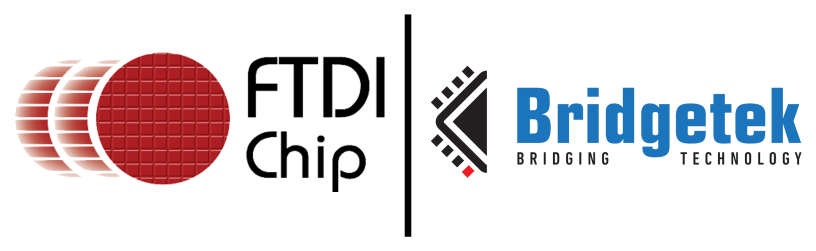 FTDI
Chip
Bridgetek
BRIDGING TECHNOLOGY